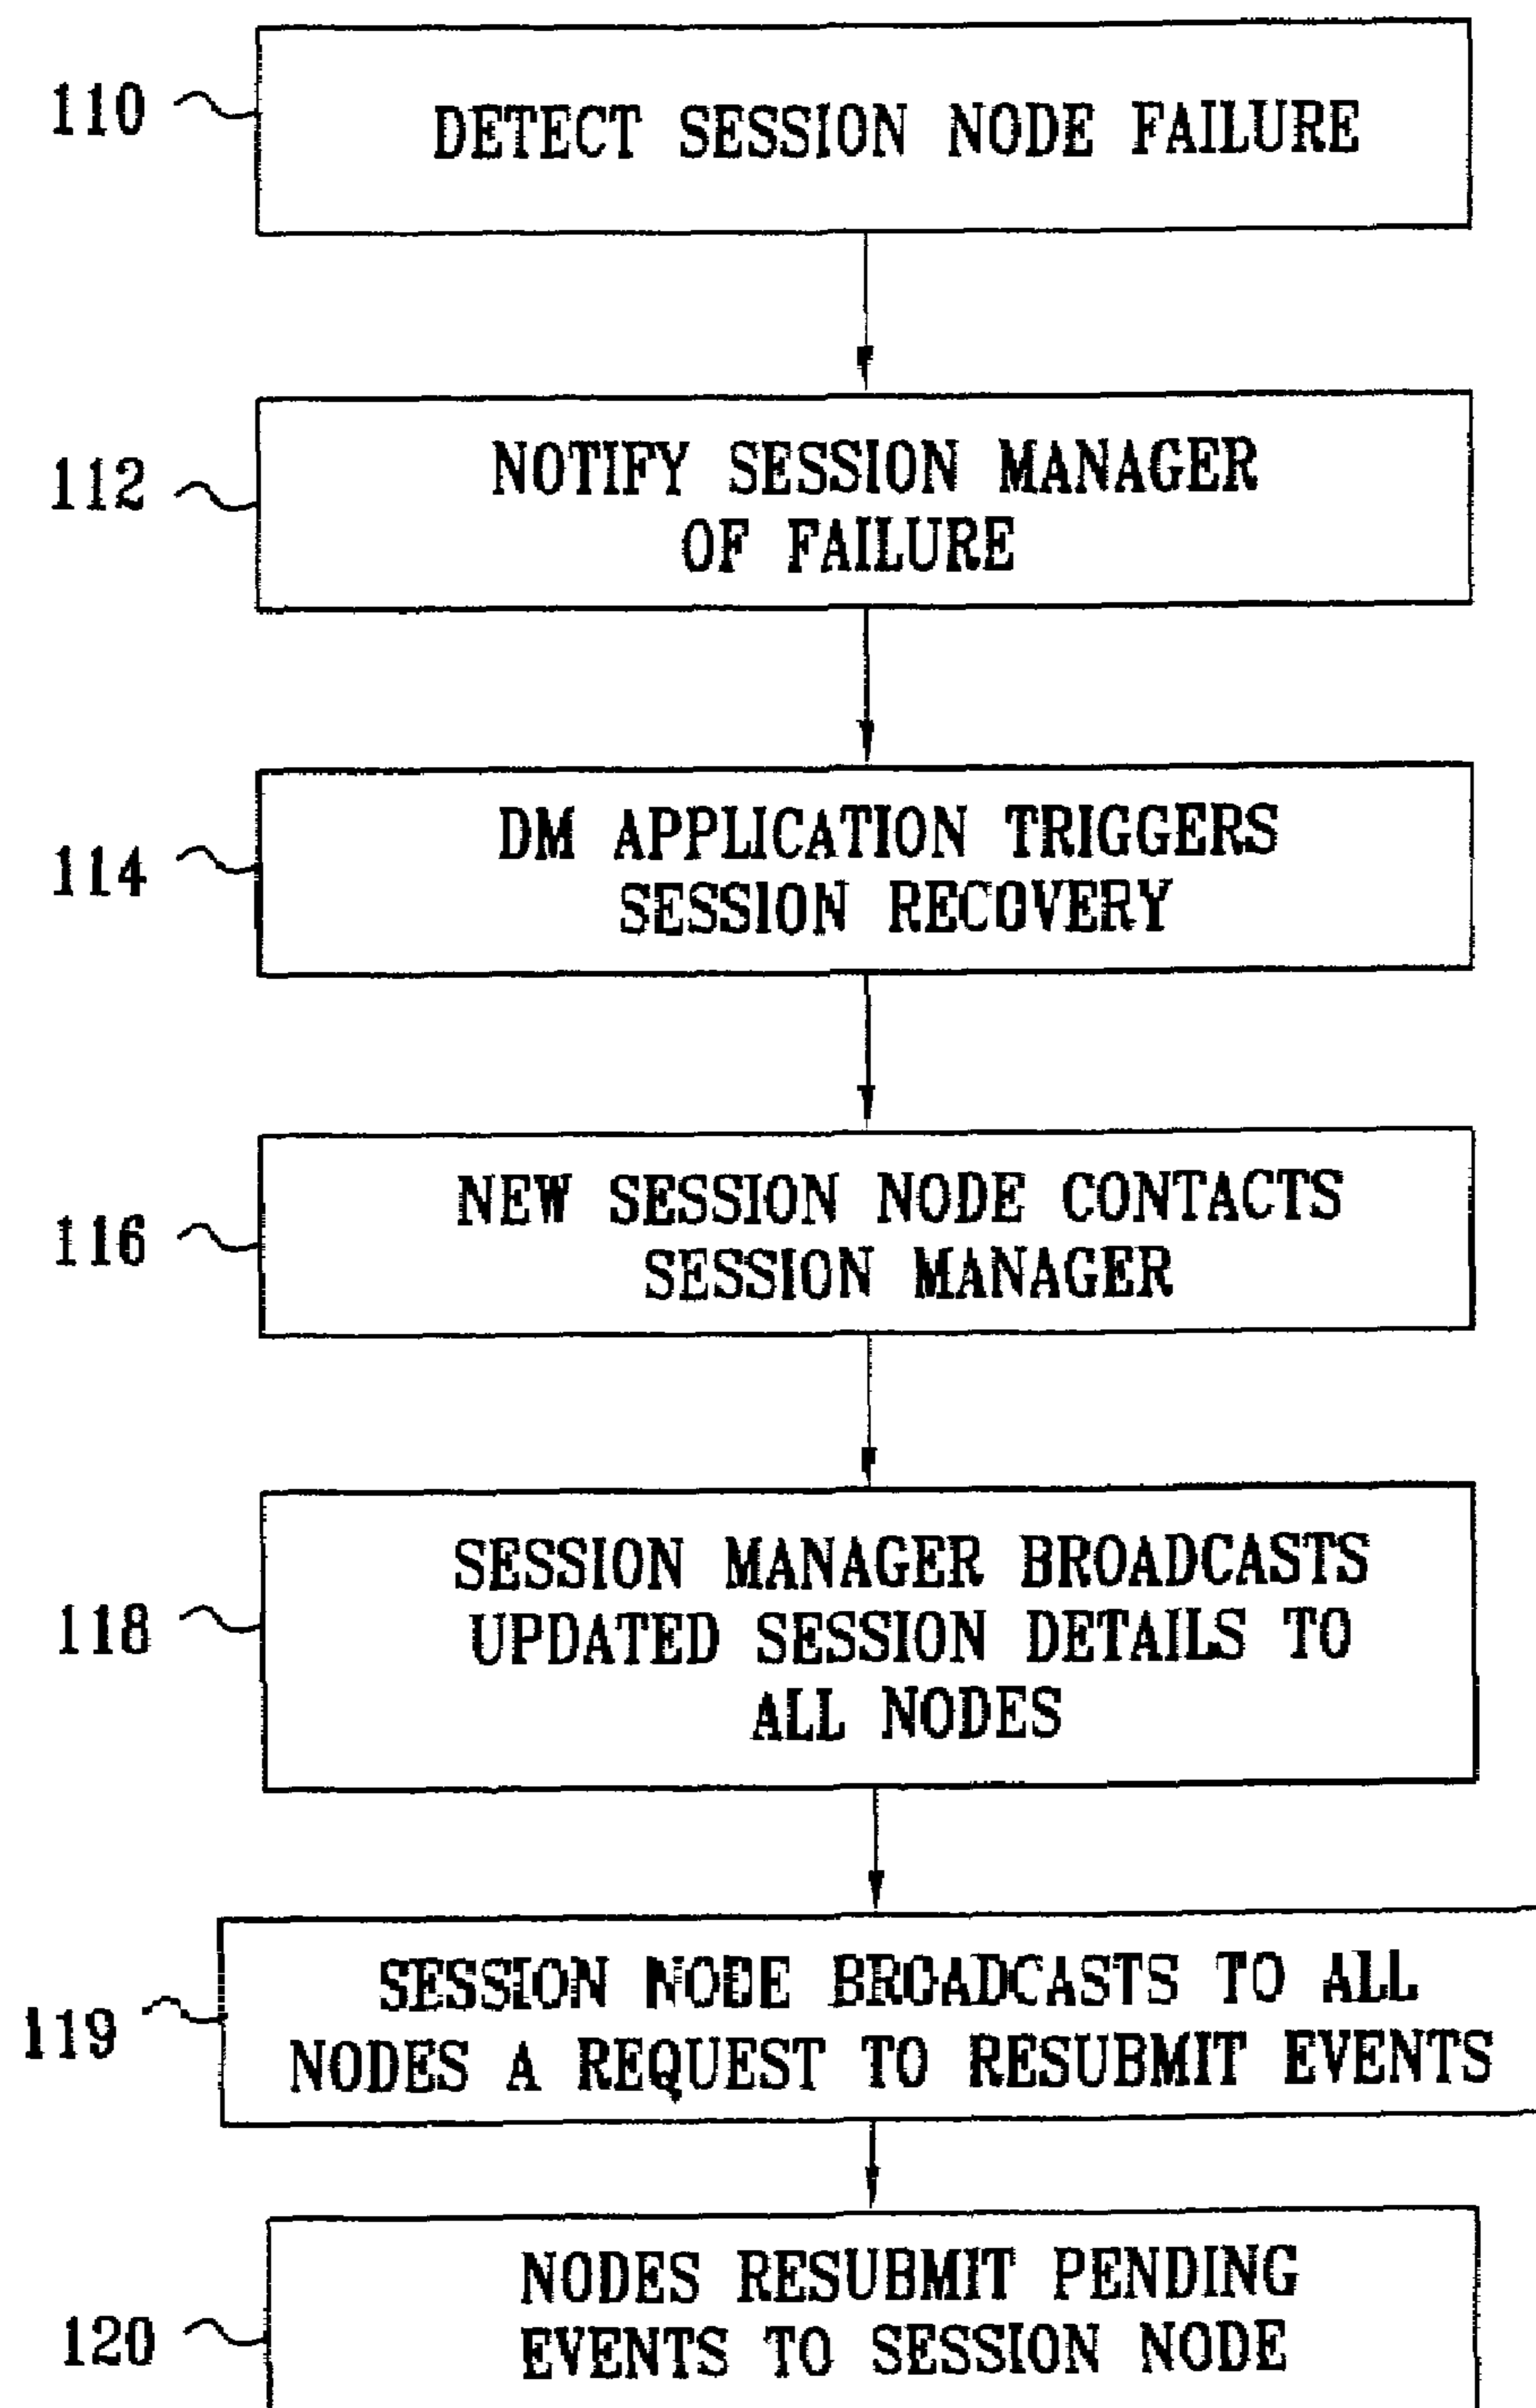 110
DETECT SESSION NODE FAILURE
112
NOTIFY SESSION MANAGER
OF FAILURE
114
DM APPLICATION TRIGGERS
SESSION RECOVERY
116
NEW SESSION NODE CONTACTS
SESSION MANAGER
118
SESSION MANAGER BROADCASTS
UPDATED SESSION DETAILS TO
ALL NODES
119
SESSION NODE BROADCASTS TO ALL
NODES A REQUEST TO RESUBMIT EVENTS
120
NODES RESUBMIT PENDING
EVENTS TO SESSION NODE